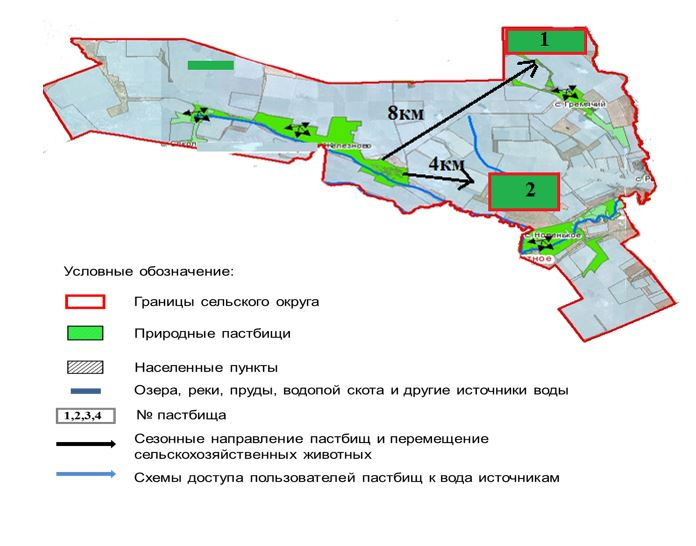 1
с. Гремячий
8км
Железново
4км
2
с. Р
с. Новенькое
Условные обозначение:
Границы сельского округа
Природные пастбищи
Населенные пункты
Озера, реки, пруды, водопой скота и другие источники воды
1,2,3,4 № пастбища
Сезонные направление пастбищ и перемещение
сельскохозяйственных животных
Схемы доступа пользователей пастбищ к вода источникам